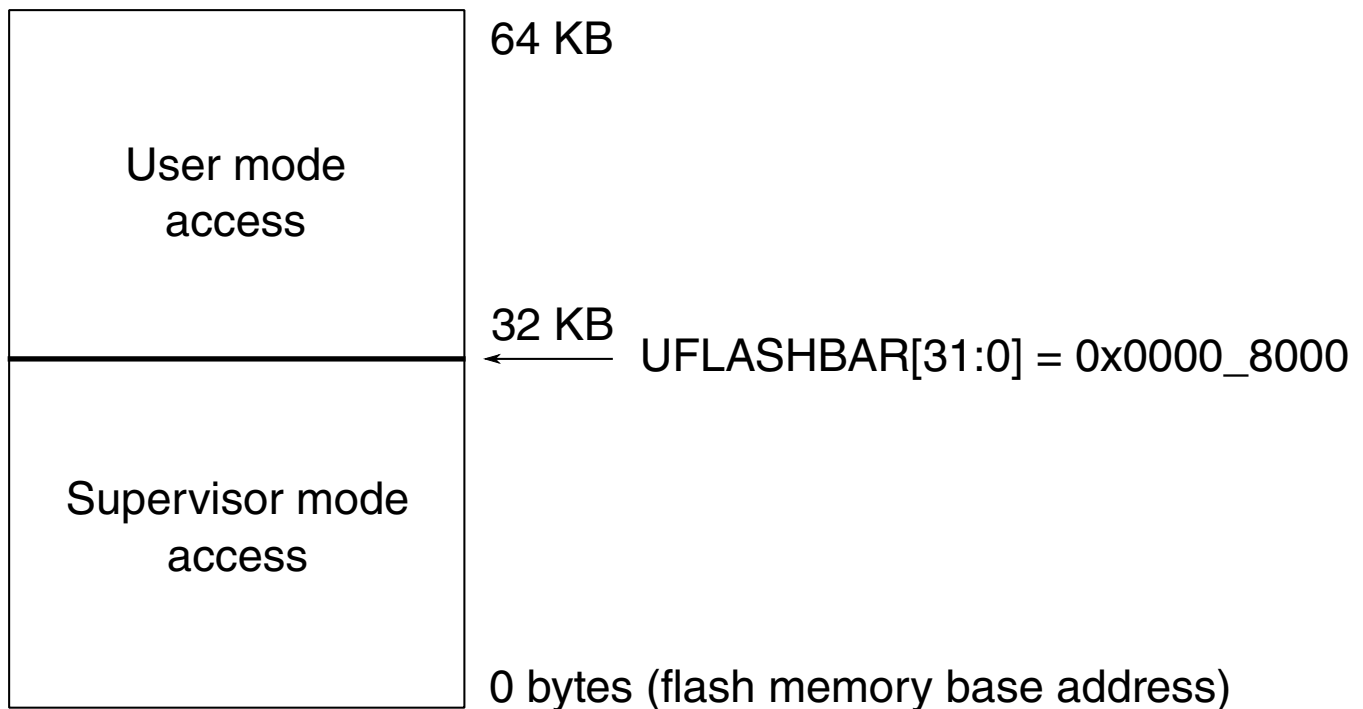 64 KB
User mode
access
32 KB
UFLASHBAR[31:0] = 0x0000_8000
Supervisor mode
access
0 bytes (flash memory base address)